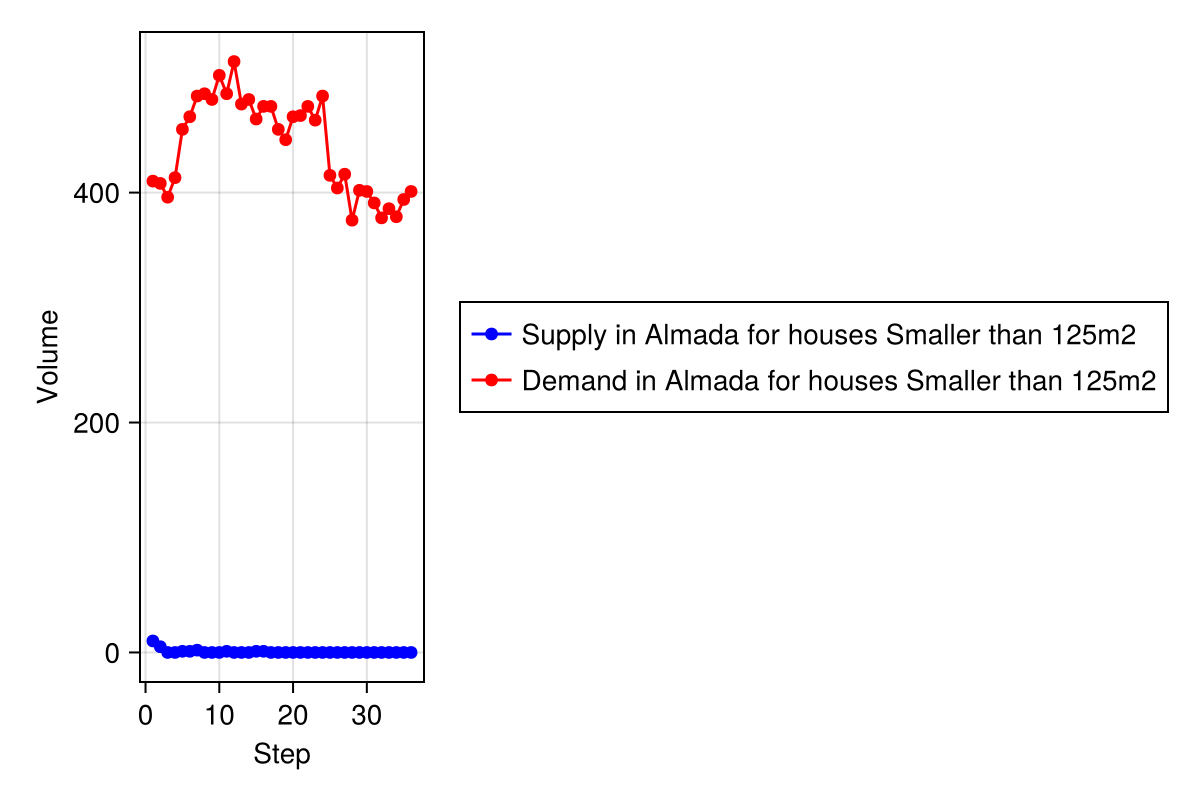 Volume
400
200
0
0 10 20 30
Step
Supply in Almada for houses Smaller than 125m2
Demand in Almada for houses Smaller than 125m2